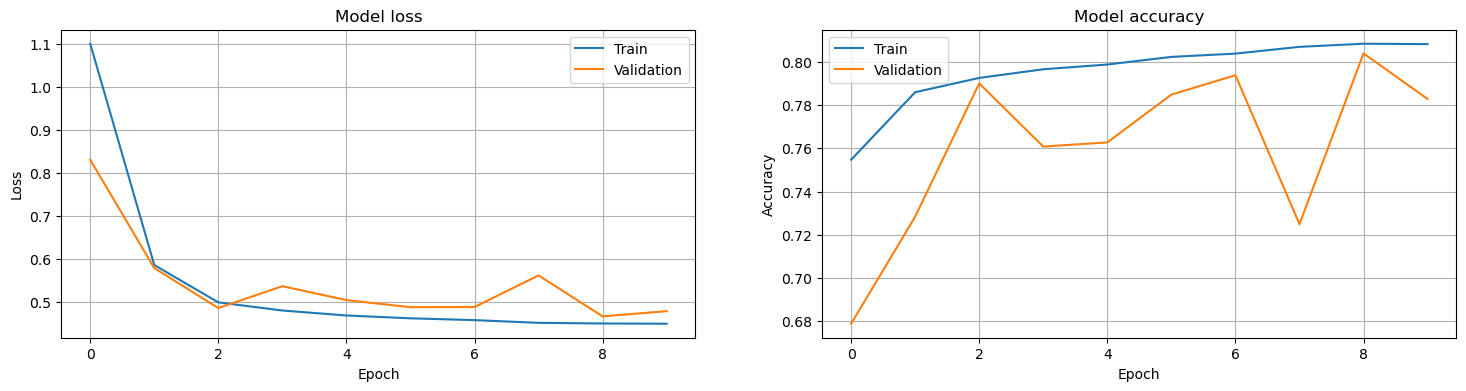 Model loss
Train
Validation
1.1
1.0
0.9
0.8
0.7
0.6
0.5
Loss
0 2 4 6 8
Epoch
Model accuracy
Train
Validation
0.80
0.78
0.76
0.74
0.72
0.70
0.68
Accuracy
0 2 4 6 8
Epoch